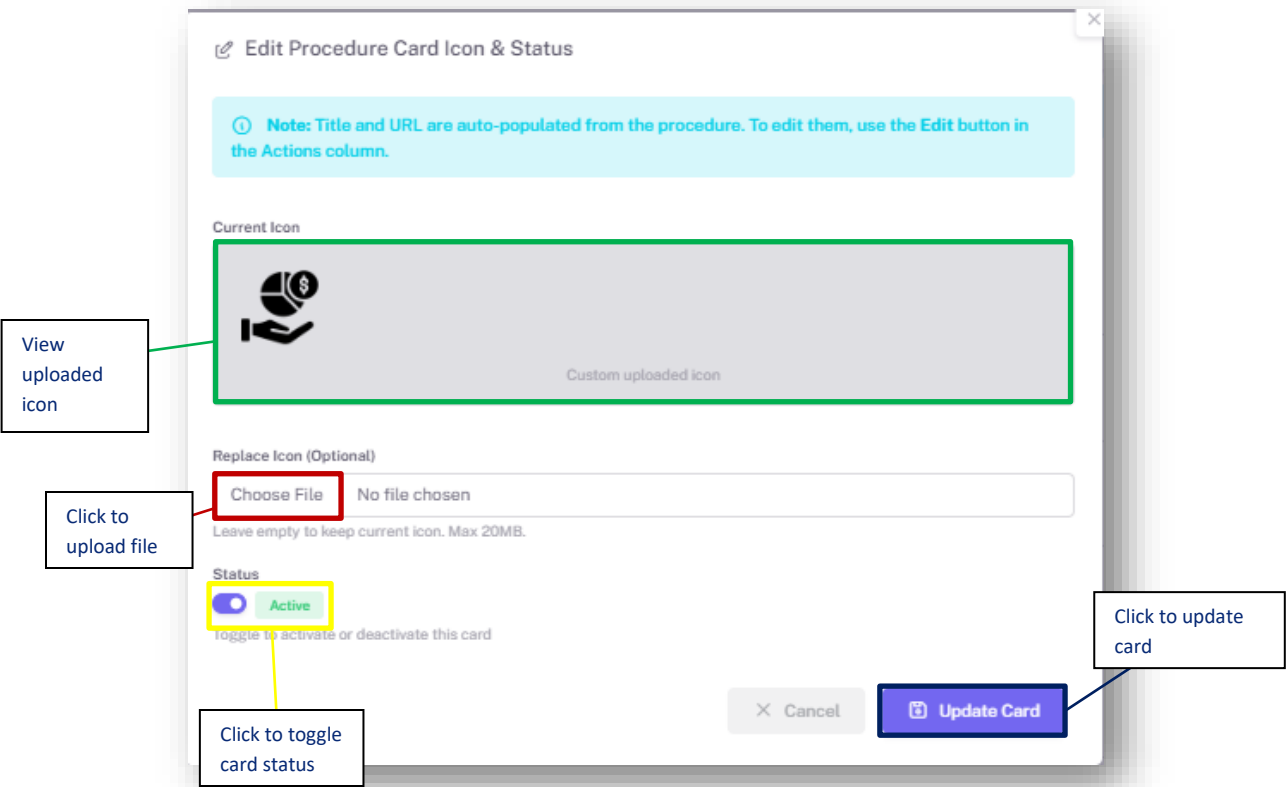 Edit Procedure Card Icon & Status
Note: Title and URL are auto-populated from the procedure. To edit them, use the Edit button in
the Actions column.
Current Icon
$
Custom uploaded icon
View
uploaded
icon
Replace Icon (Optional)
Choose File No file chosen
Leave empty to keep current icon. Max 20MB.
Click to
upload file
Status
Active
Toggle to activate or deactivate this card
Click to update
card
Cancel
Update Card
Click to toggle
card status